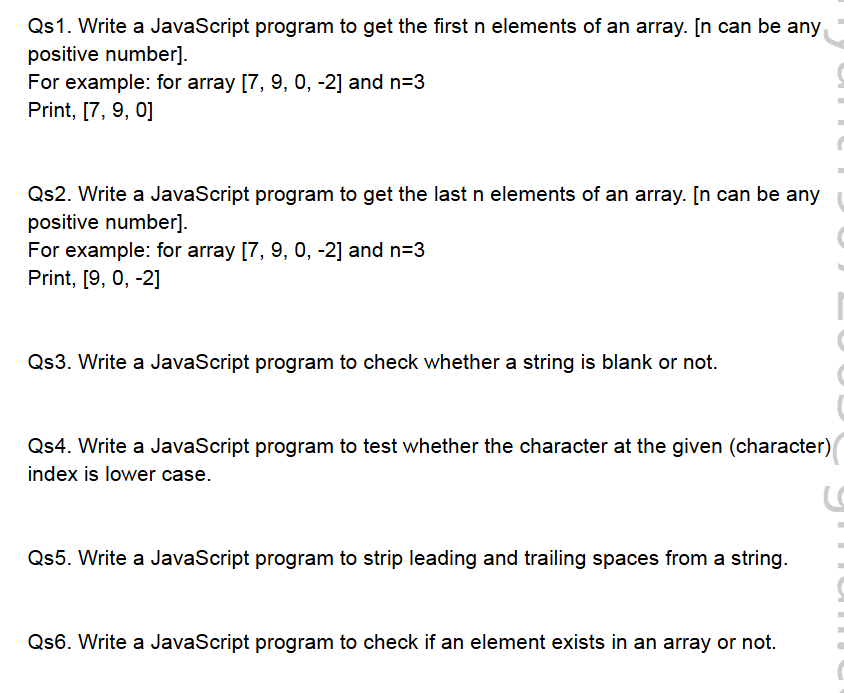 Qs1. Write a JavaScript program to get the first n elements of an array. [n can be any
positive number].
For example: for array [7, 9, 0, -2] and n=3
Print, [7, 9, 0]
Qs2. Write a JavaScript program to get the last n elements of an array. [n can be any
positive number].
For example: for array [7, 9, 0, -2] and n=3
Print, [9, 0, -2]
Qs3. Write a JavaScript program to check whether a string is blank or not.
Qs4. Write a JavaScript program to test whether the character at the given (character)
index is lower case.
Qs5. Write a JavaScript program to strip leading and trailing spaces from a string.
Qs6. Write a JavaScript program to check if an element exists in an array or not.